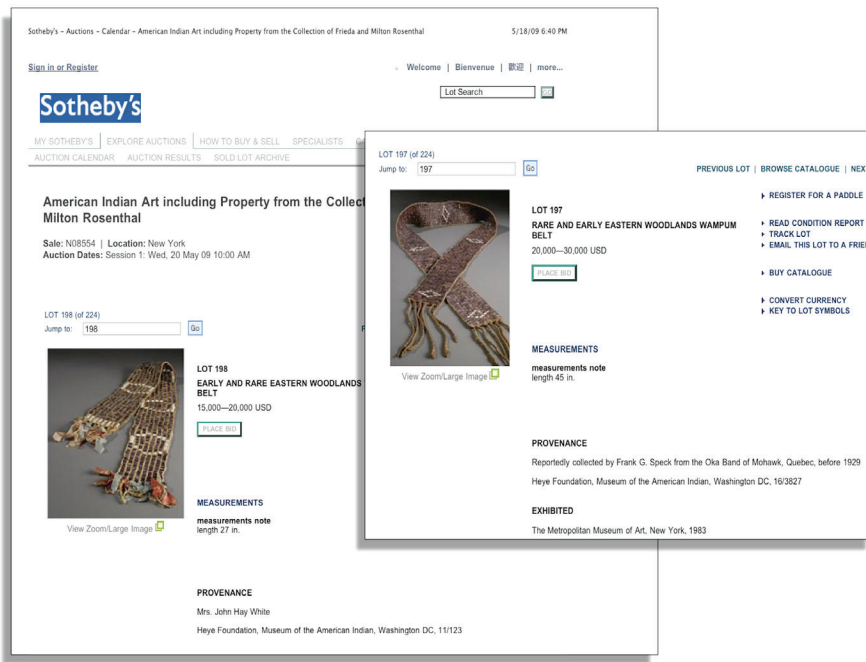 Sotheby's - Auctions - Calendar - American Indian Art including Property from the Collection of Frieda and Milton Rosenthal
5/18/09 6:40 PM
Sign in or Register
Welcome | Bienvenue | 歡迎 | more...
Lot Search
GO
Sotheby's
MY SOTHEBY'S | EXPLORE AUCTIONS | HOW TO BUY & SELL SPECIALISTS
AUCTION CALENDAR AUCTION RESULTS SOLD LOT ARCHIVE
American Indian Art including Property from the Collec
Milton Rosenthal
Sale: N08554 | Location: New York
Auction Dates: Session 1: Wed, 20 May 09 10:00 AM
LOT 198 (of 224)
Jump to: 198 Go
LOT 198
EARLY AND RARE EASTERN WOODLANDS
BELT
15,000—20,000 USD
PLACE BID
View Zoom/Large Image
MEASUREMENTS
measurements note
length 27 in.
PROVENANCE
Mrs. John Hay White
Heye Foundation, Museum of the American Indian, Washington DC, 11/123
LOT 197 (of 224)
Jump to: 197 Go
PREVIOUS LOT | BROWSE CATALOGUE | NEX
LOT 197
RARE AND EARLY EASTERN WOODLANDS WAMPUM
BELT
20,000—30,000 USD
PLACE BID
REGISTER FOR A PADDLE
READ CONDITION REPORT
TRACK LOT
EMAIL THIS LOT TO A FRIE
BUY CATALOGUE
CONVERT CURRENCY
KEY TO LOT SYMBOLS
View Zoom/Large Image
MEASUREMENTS
measurements note
length 45 in.
PROVENANCE
Reportedly collected by Frank G. Speck from the Oka Band of Mohawk, Quebec, before 1929
Heye Foundation, Museum of the American Indian, Washington DC, 16/3827
EXHIBITED
The Metropolitan Museum of Art, New York, 1983